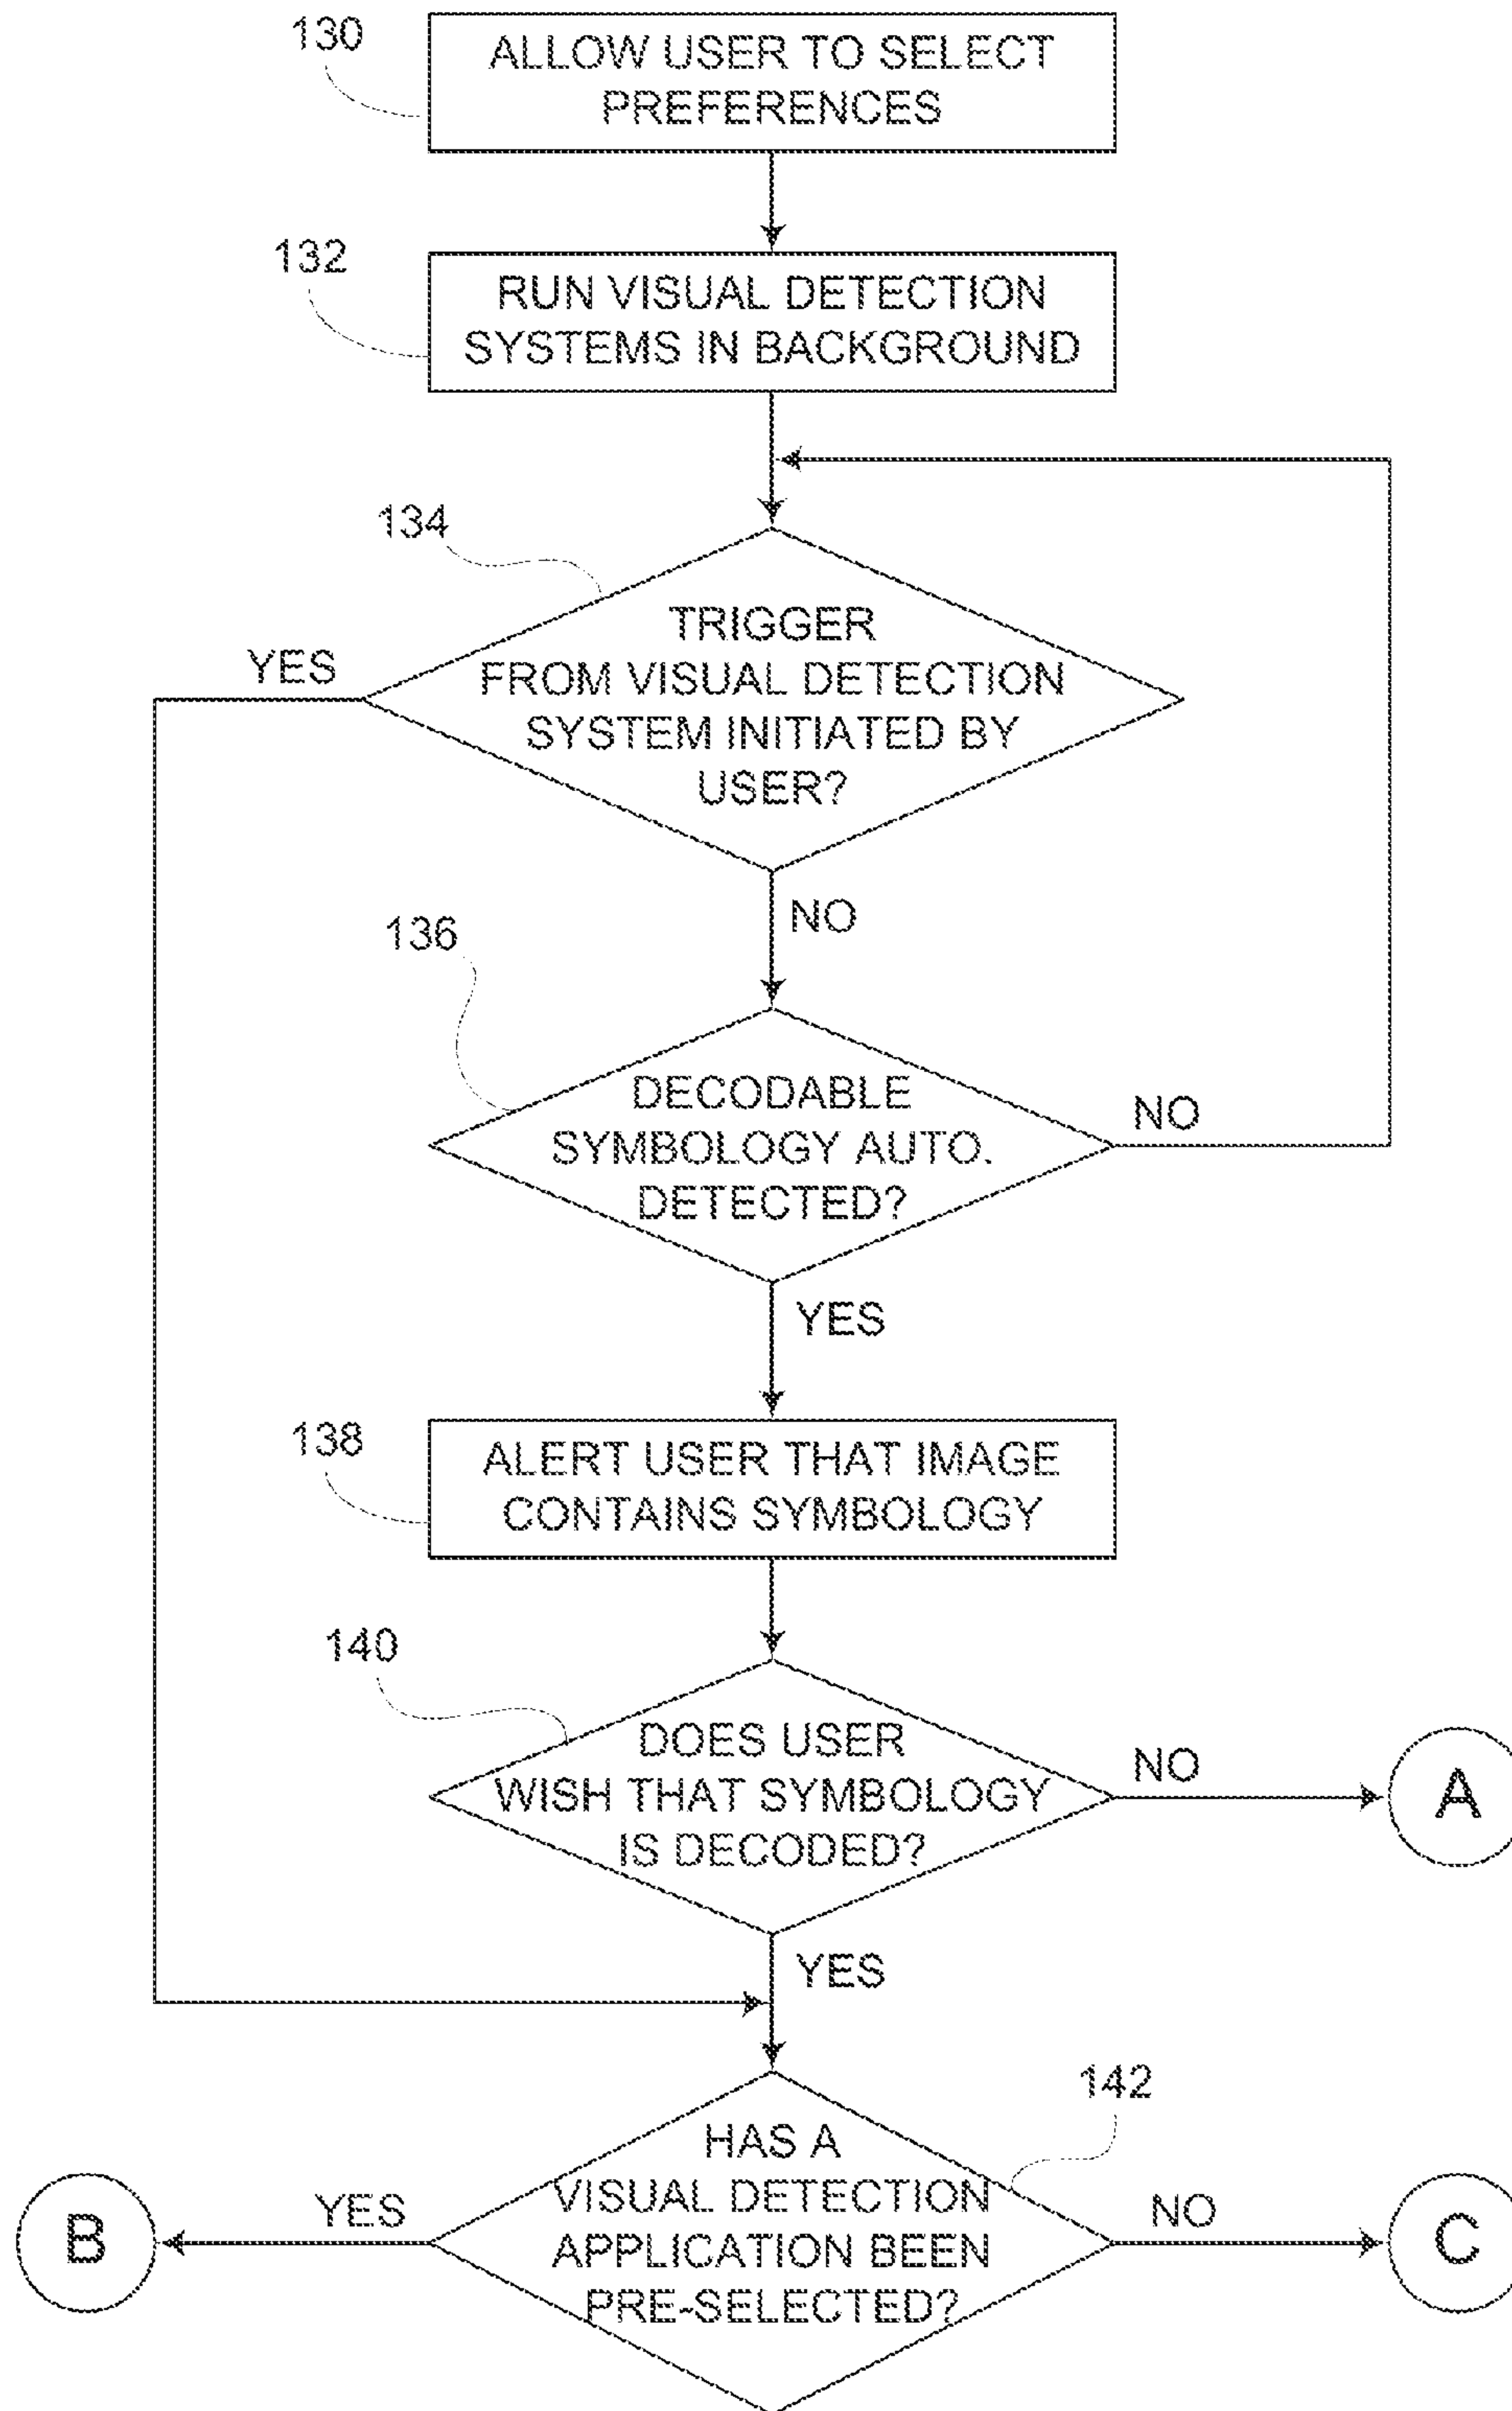 130
ALLOW USER TO SELECT
PREFERENCES
132
RUN VISUAL DETECTION
SYSTEMS IN BACKGROUND
134
TRIGGER
FROM VISUAL DETECTION
SYSTEM INITIATED BY
USER?
YES
NO
136
DECODABLE
SYMBOLOGY AUTO.
DETECTED?
NO
YES
138
ALERT USER THAT IMAGE
CONTAINS SYMBOLOGY
140
DOES USER
WISH THAT SYMBOLOGY
IS DECODED?
NO
A
YES
142
HAS A
VISUAL DETECTION
APPLICATION BEEN
PRE-SELECTED?
YES
B
NO
C